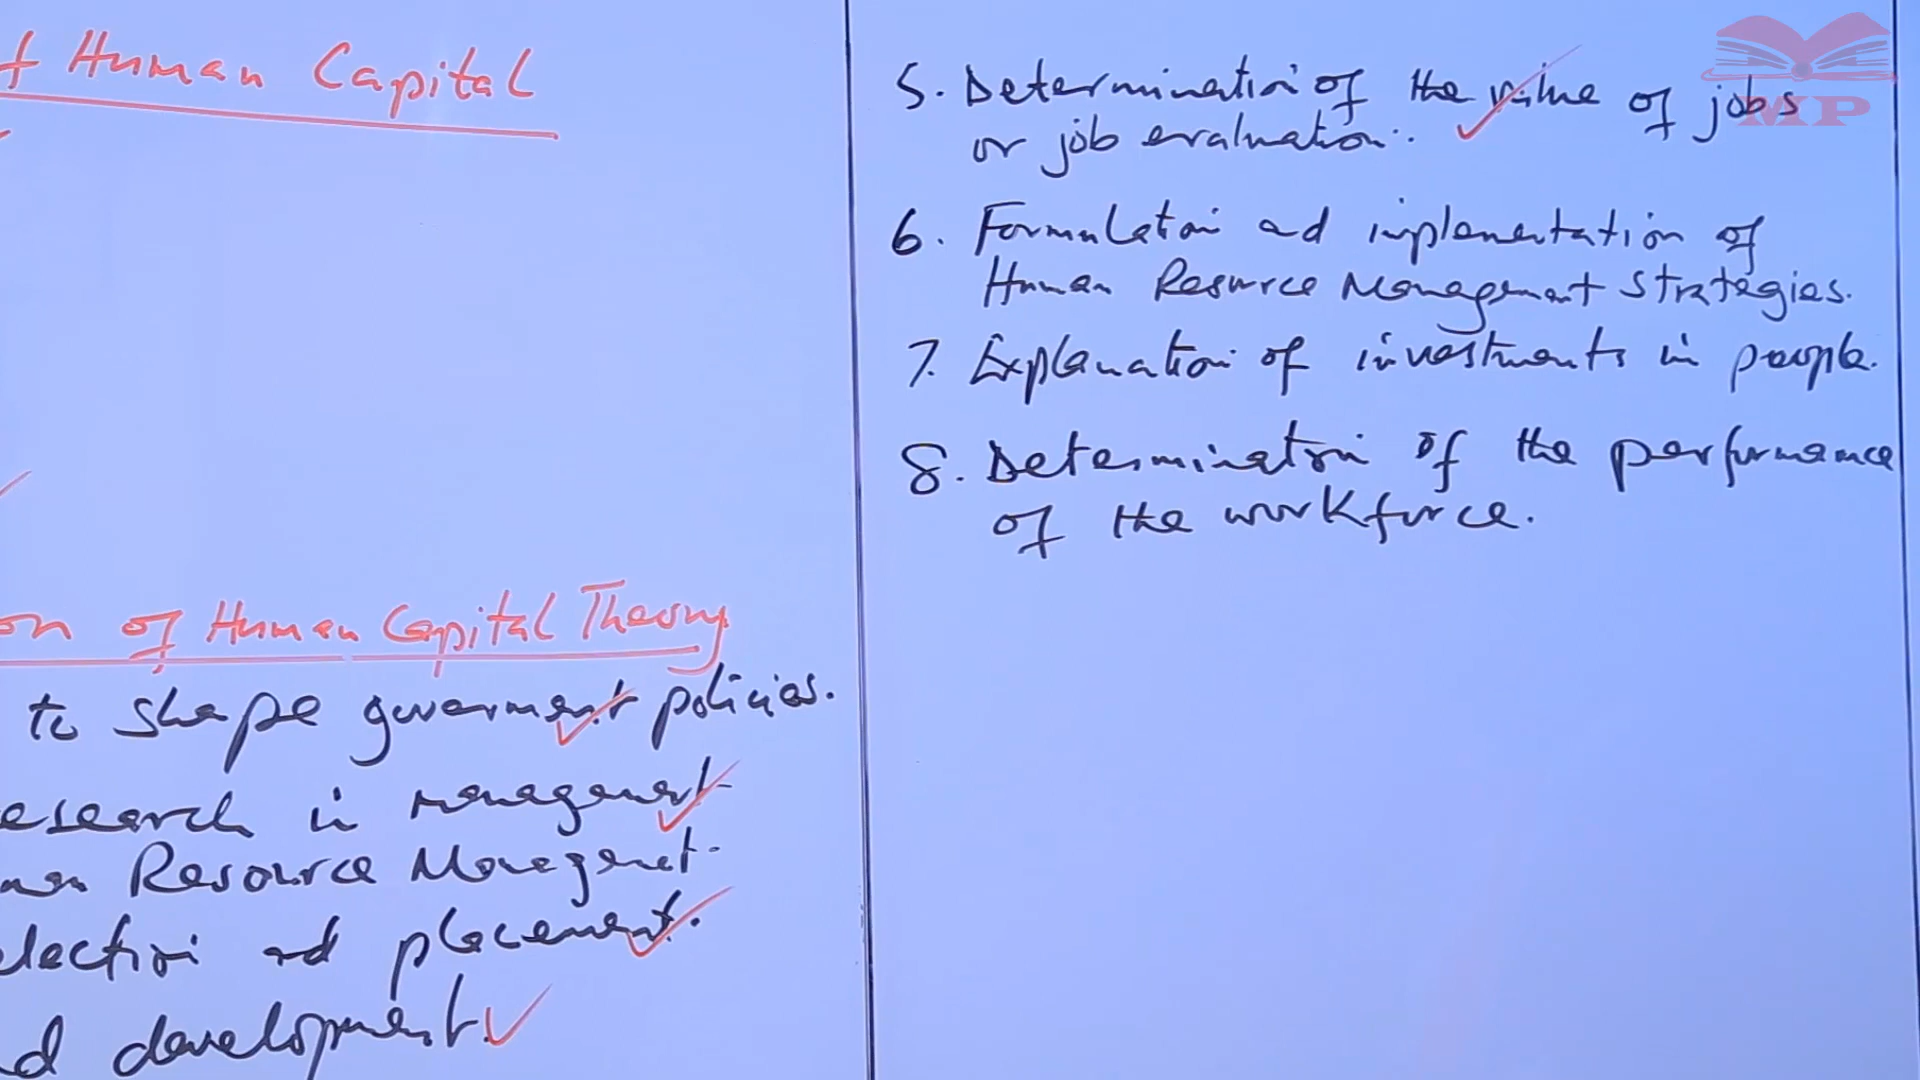 f Human Capital
on of Human Capital Theory
to shape government policies.
esearch in management
man Resource Management.
election and placement.
d development.
5. Determination of the value of jobs
or job evaluation.
6. Formulation and implementation of
Human Resource Management Strategies.
7. Explanation of investments in people.
8. Determination of the performance
of the workforce.
MP